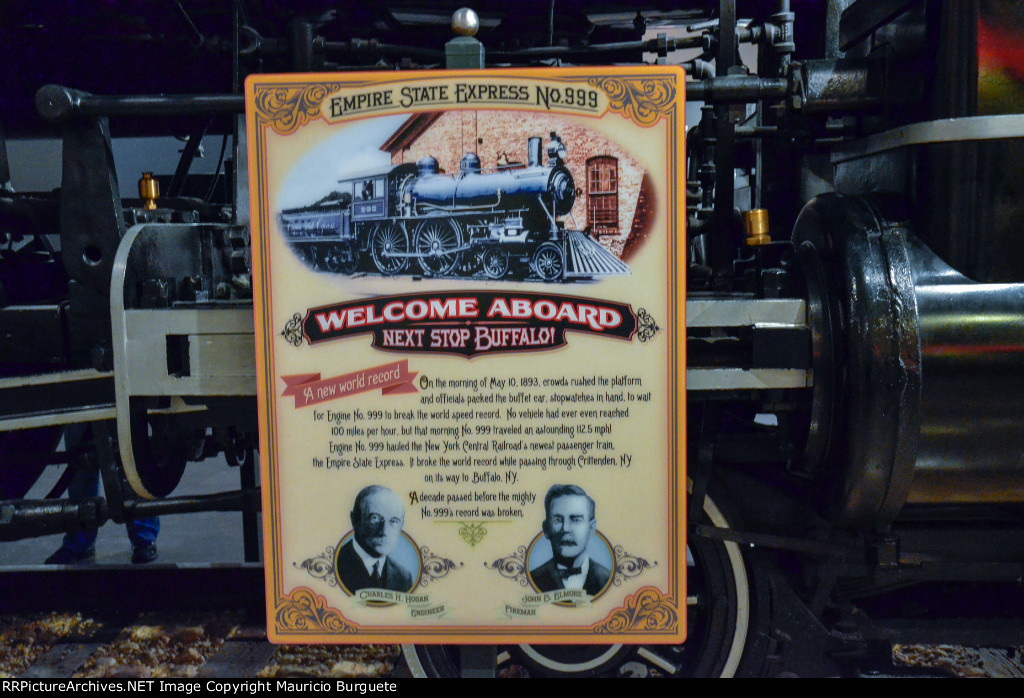 EMPIRE STATE EXPRESS NO.999
WELCOME ABOARD
NEXT STOP BUFFALO!
A new world record
On the morning of May 10, 1893, crowds rushed the platform
and officials packed the buffet car, stopwatches in hand, to wait
for Engine No. 999 to break the world speed record. No vehicle had ever even reached
100 miles per hour, but that morning No. 999 traveled an astounding 112.5 mph!
Engine No. 999 hauled the New York Central Railroad's newest passenger train,
the Empire State Express. It broke the world record while passing through Crittenden, NY
on its way to Buffalo, NY.
A decade passed before the mighty
No. 999's record was broken.
CHARLES H. HOGAN
ENGINEER
JOHN B. ELMORE
FIREMAN
RRPictureArchives.NET Image Copyright Mauricio Burguete